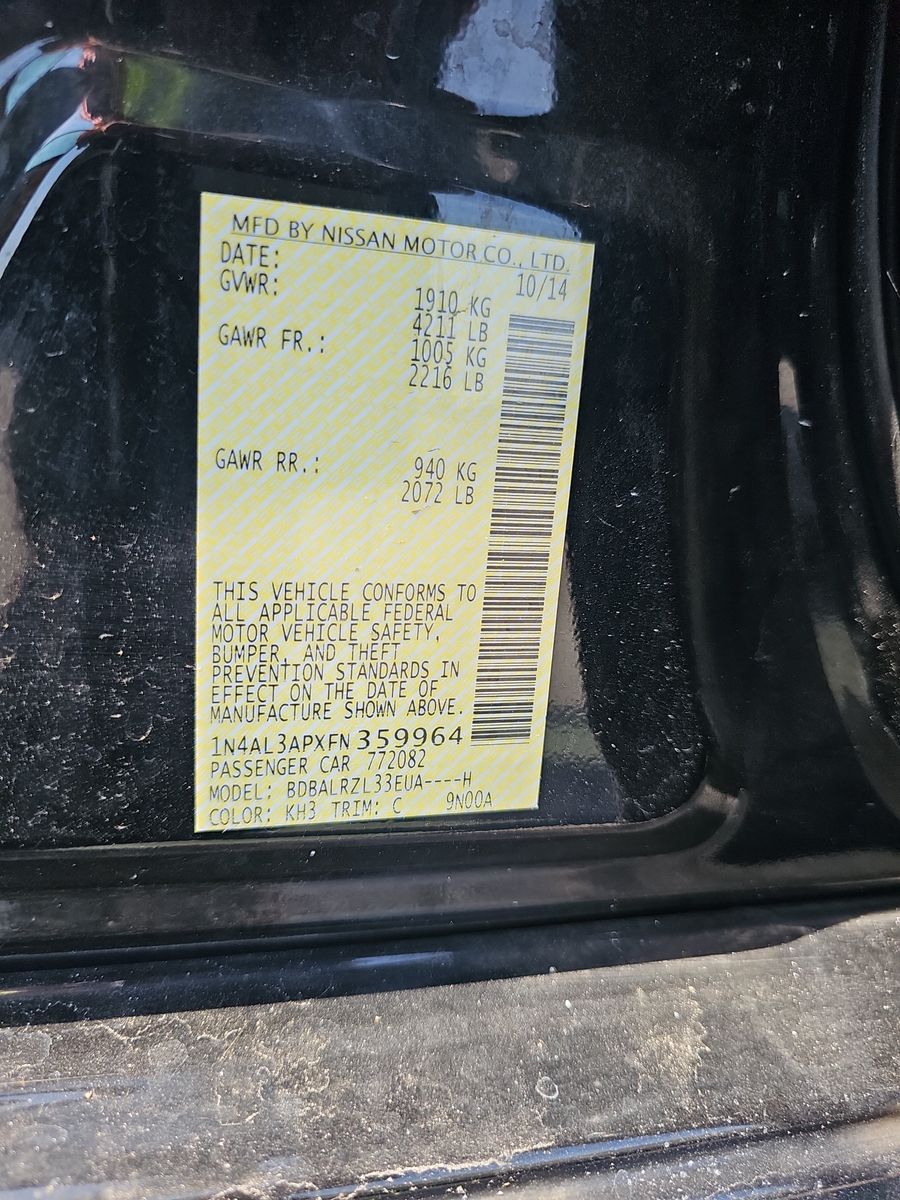 MFD BY NISSAN MOTOR CO., LTD.
DATE: 10/14
GVWR: 1910 KG
4211 LB
GAWR FR.: 1005 KG
2216 LB
GAWR RR.: 940 KG
2072 LB
THIS VEHICLE CONFORMS TO
ALL APPLICABLE FEDERAL
MOTOR VEHICLE SAFETY,
BUMPER, AND THEFT
PREVENTION STANDARDS IN
EFFECT ON THE DATE OF
MANUFACTURE SHOWN ABOVE.
1N4AL3APXFN359964
PASSENGER CAR 772082
MODEL: BDBALRZL33EUA----H
COLOR: KH3 TRIM: C 9N00A